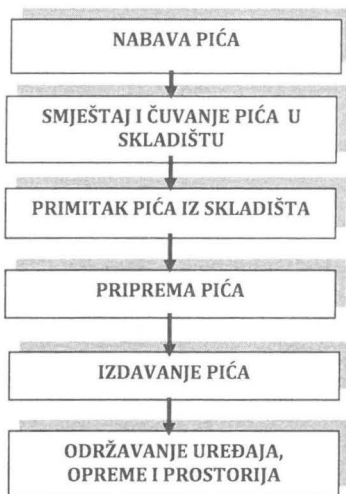 NABAVA PIĆA
SMJEŠTAJ I ČUVANJE PIĆA U
SKLADIŠTU
PRIMITAK PIĆA IZ SKLADIŠTA
PRIPREMA PIĆA
IZDAVANJE PIĆA
ODRŽAVANJE UREĐAJA,
OPREME I PROSTORIJA